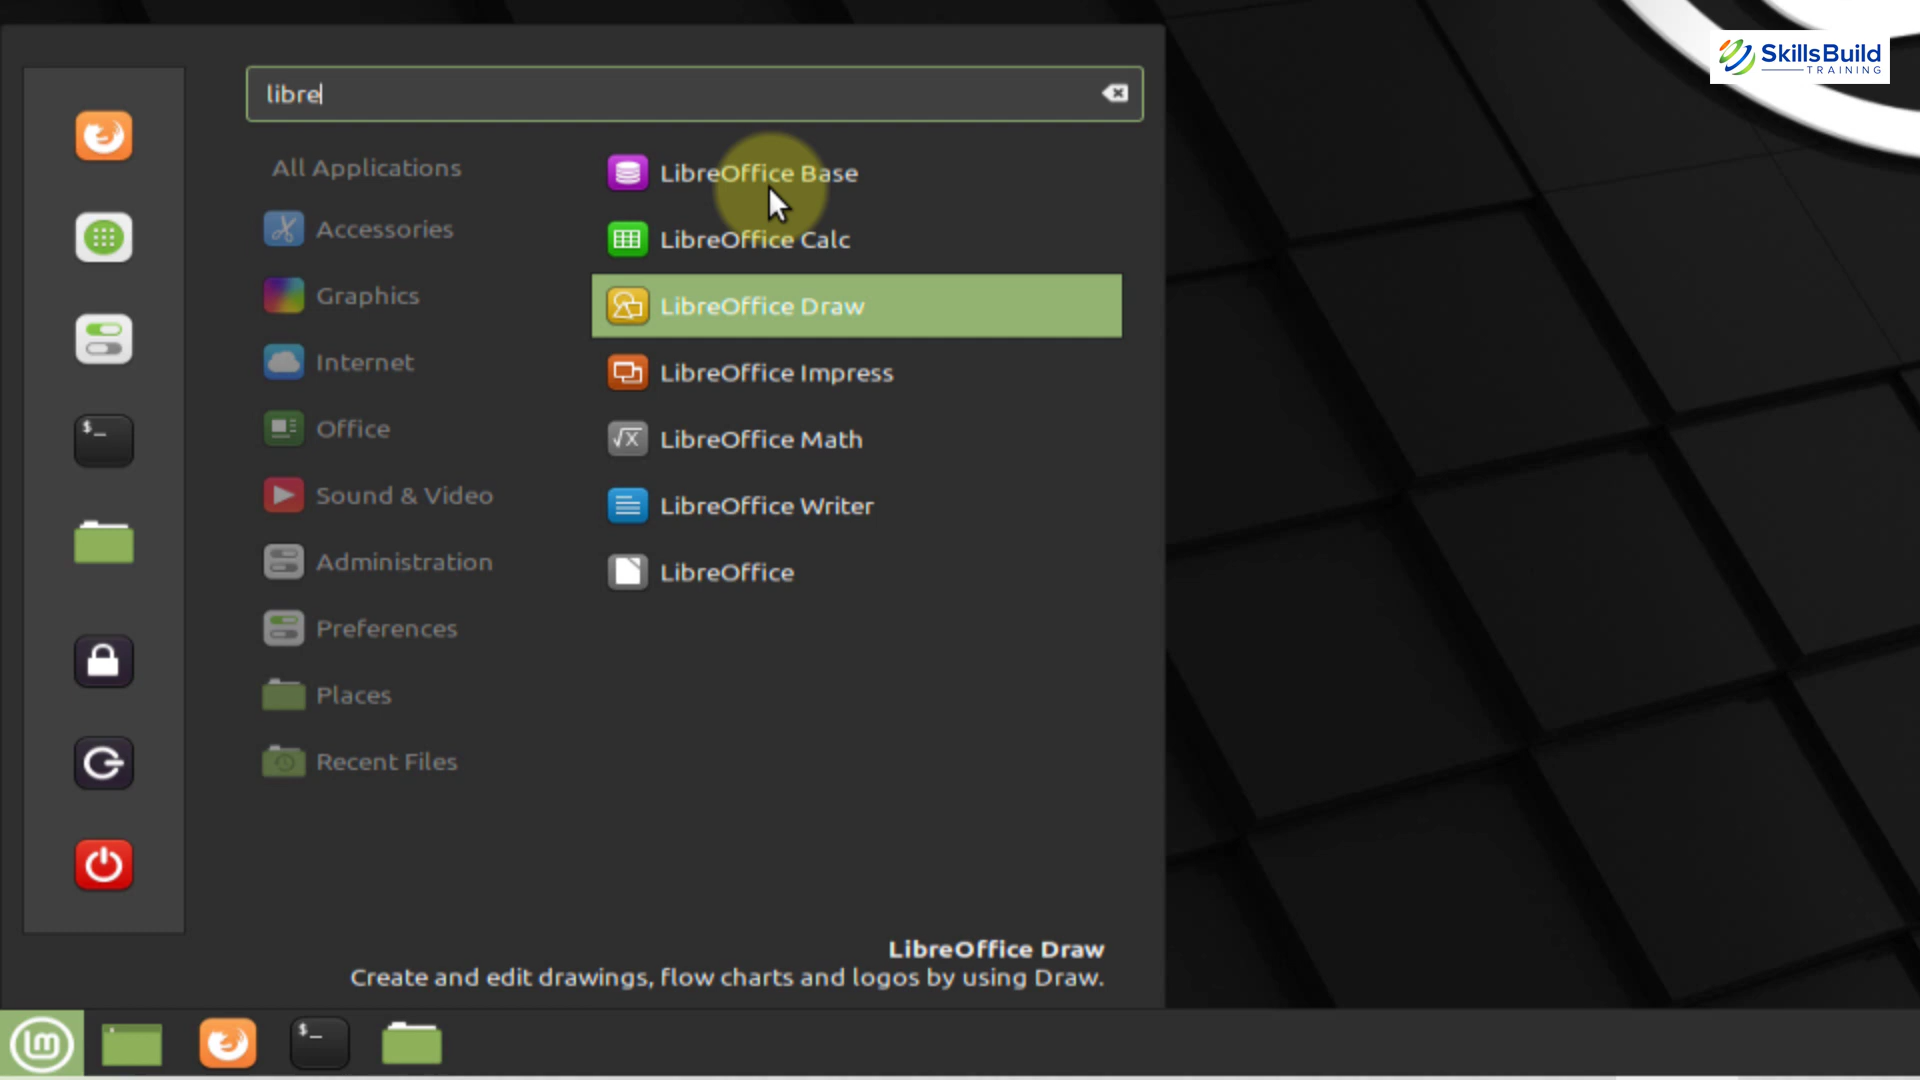 SkillsBuild
TRAINING
libre
All Applications
Accessories
Graphics
Internet
Office
Sound & Video
Administration
Preferences
Places
Recent Files
LibreOffice Base
LibreOffice Calc
LibreOffice Draw
LibreOffice Impress
LibreOffice Math
LibreOffice Writer
LibreOffice
LibreOffice Draw
Create and edit drawings, flow charts and logos by using Draw.